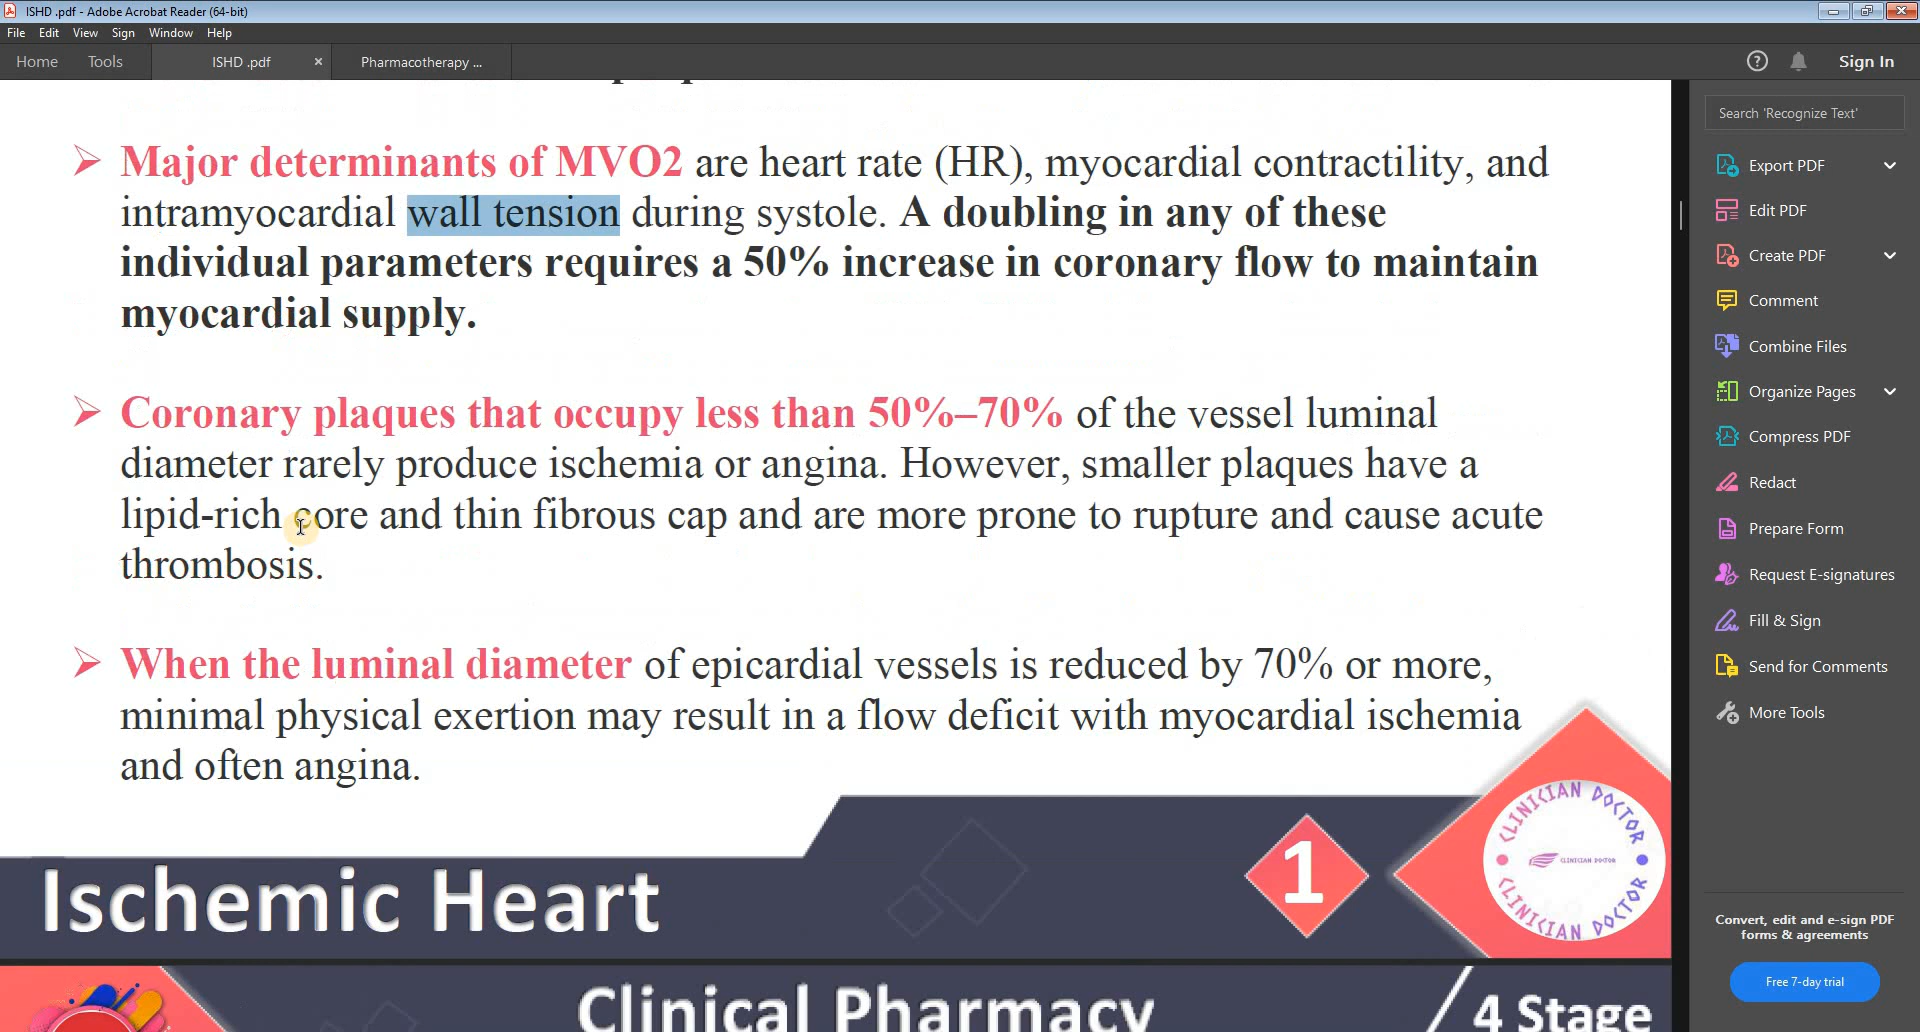 ISHD .pdf - Adobe Acrobat Reader (64-bit)
File Edit View Sign Window Help
Home Tools ISHD .pdf × Pharmacotherapy ... Sign In
Search 'Recognize Text'
➢ Major determinants of MVO2 are heart rate (HR), myocardial contractility, and
intramyocardial wall tension during systole. A doubling in any of these
individual parameters requires a 50% increase in coronary flow to maintain
myocardial supply.
➢ Coronary plaques that occupy less than 50%–70% of the vessel luminal
diameter rarely produce ischemia or angina. However, smaller plaques have a
lipid-rich core and thin fibrous cap and are more prone to rupture and cause acute
thrombosis.
➢ When the luminal diameter of epicardial vessels is reduced by 70% or more,
minimal physical exertion may result in a flow deficit with myocardial ischemia
and often angina.
Ischemic Heart
1
CLINICIAN DOCTOR
CLINICIAN DOCTOR
CLINICIAN DOCTOR
Clinical Pharmacy
/ 4 Stage
Export PDF
Edit PDF
Create PDF
Comment
Combine Files
Organize Pages
Compress PDF
Redact
Prepare Form
Request E-signatures
Fill & Sign
Send for Comments
More Tools
Convert, edit and e-sign PDF
forms & agreements
Free 7-day trial